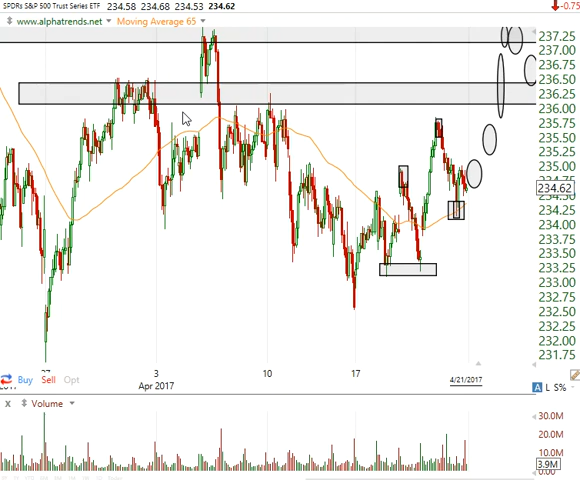 SPDRs S&P 500 Trust Series ETF 234.58 234.68 234.53 234.62 -0.75
www.alphatrends.net Moving Average 65
237.25
237.00
236.75
236.50
236.25
236.00
235.75
235.50
235.25
235.00
234.62
234.50
234.25
234.00
233.75
233.50
233.25
233.00
232.75
232.50
232.25
232.00
231.75
27 3 10 17
Buy Sell Opt Apr 2017 4/21/2017 A L S%
X Volume
30.0M
20.0M
10.0M
3.9M